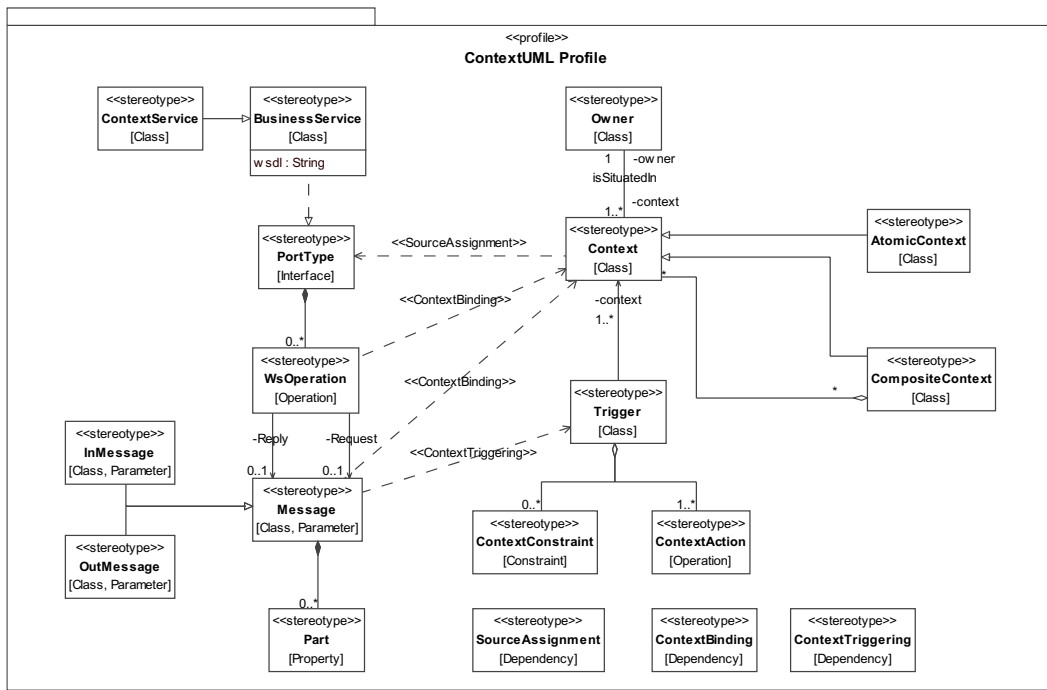 <<profile>>
ContextUML Profile
<<stereotype>>
ContextService
[Class]
<<stereotype>>
BusinessService
[Class]
wsdl : String
<<stereotype>>
Owner
[Class]
1 -owner
isSituatedIn
1..* -context
<<stereotype>>
PortType
[Interface]
<<SourceAssignment>>
<<stereotype>>
Context
[Class]
*
<<stereotype>>
AtomicContext
[Class]
<<ContextBinding>>
-context
1..*
0..*
<<stereotype>>
WsOperation
[Operation]
<<ContextBinding>>
<<stereotype>>
CompositeContext
[Class]
*
<<stereotype>>
Trigger
[Class]
-Reply
-Request
<<ContextTriggering>>
0..1
0..1
<<stereotype>>
InMessage
[Class, Parameter]
<<stereotype>>
Message
[Class, Parameter]
<<stereotype>>
OutMessage
[Class, Parameter]
0..*
1..*
<<stereotype>>
ContextConstraint
[Constraint]
<<stereotype>>
ContextAction
[Operation]
0..*
<<stereotype>>
Part
[Property]
<<stereotype>>
SourceAssignment
[Dependency]
<<stereotype>>
ContextBinding
[Dependency]
<<stereotype>>
ContextTriggering
[Dependency]